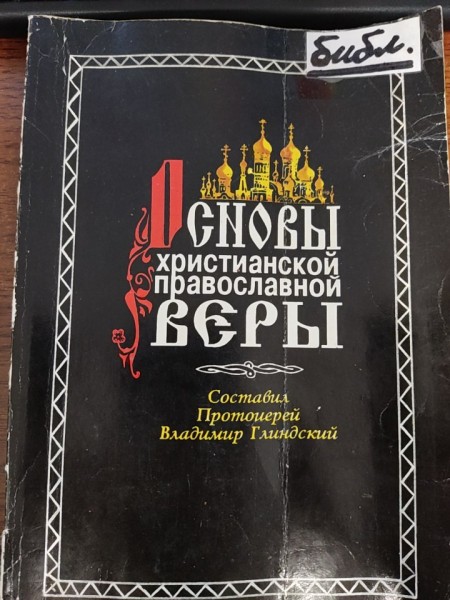 библ.
Основы
христианской
православной
веры
Составил
Протоиерей
Владимир Глиндский